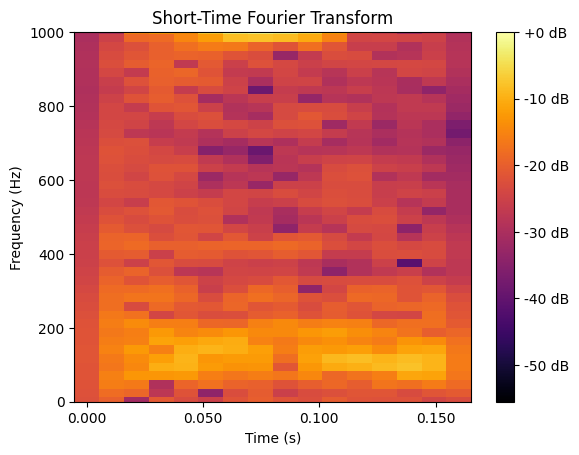 Short-Time Fourier Transform
1000
800
600
400
200
0
Frequency (Hz)
0.000
0.050
0.100
0.150
Time (s)
+0 dB
-10 dB
-20 dB
-30 dB
-40 dB
-50 dB